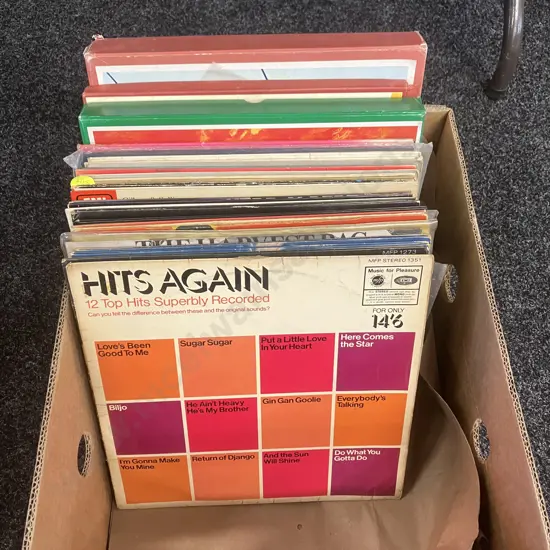 MFP 1273
MFP STEREO 1351
HITS AGAIN
12 Top Hits Superbly Recorded
Can you tell the difference between these and the original sounds?
Music for Pleasure
FOR ONLY
14'6
Love's Been
Good To Me
Sugar Sugar
Put a Little Love
in Your Heart
Here Comes
the Star
Biljo
He Ain't Heavy
He's My Brother
Gin Gan Goolie
Everybody's
Talking
I'm Gonna Make
You Mine
Return of Django
And the Sun
Will Shine
Do What You
Gotta Do